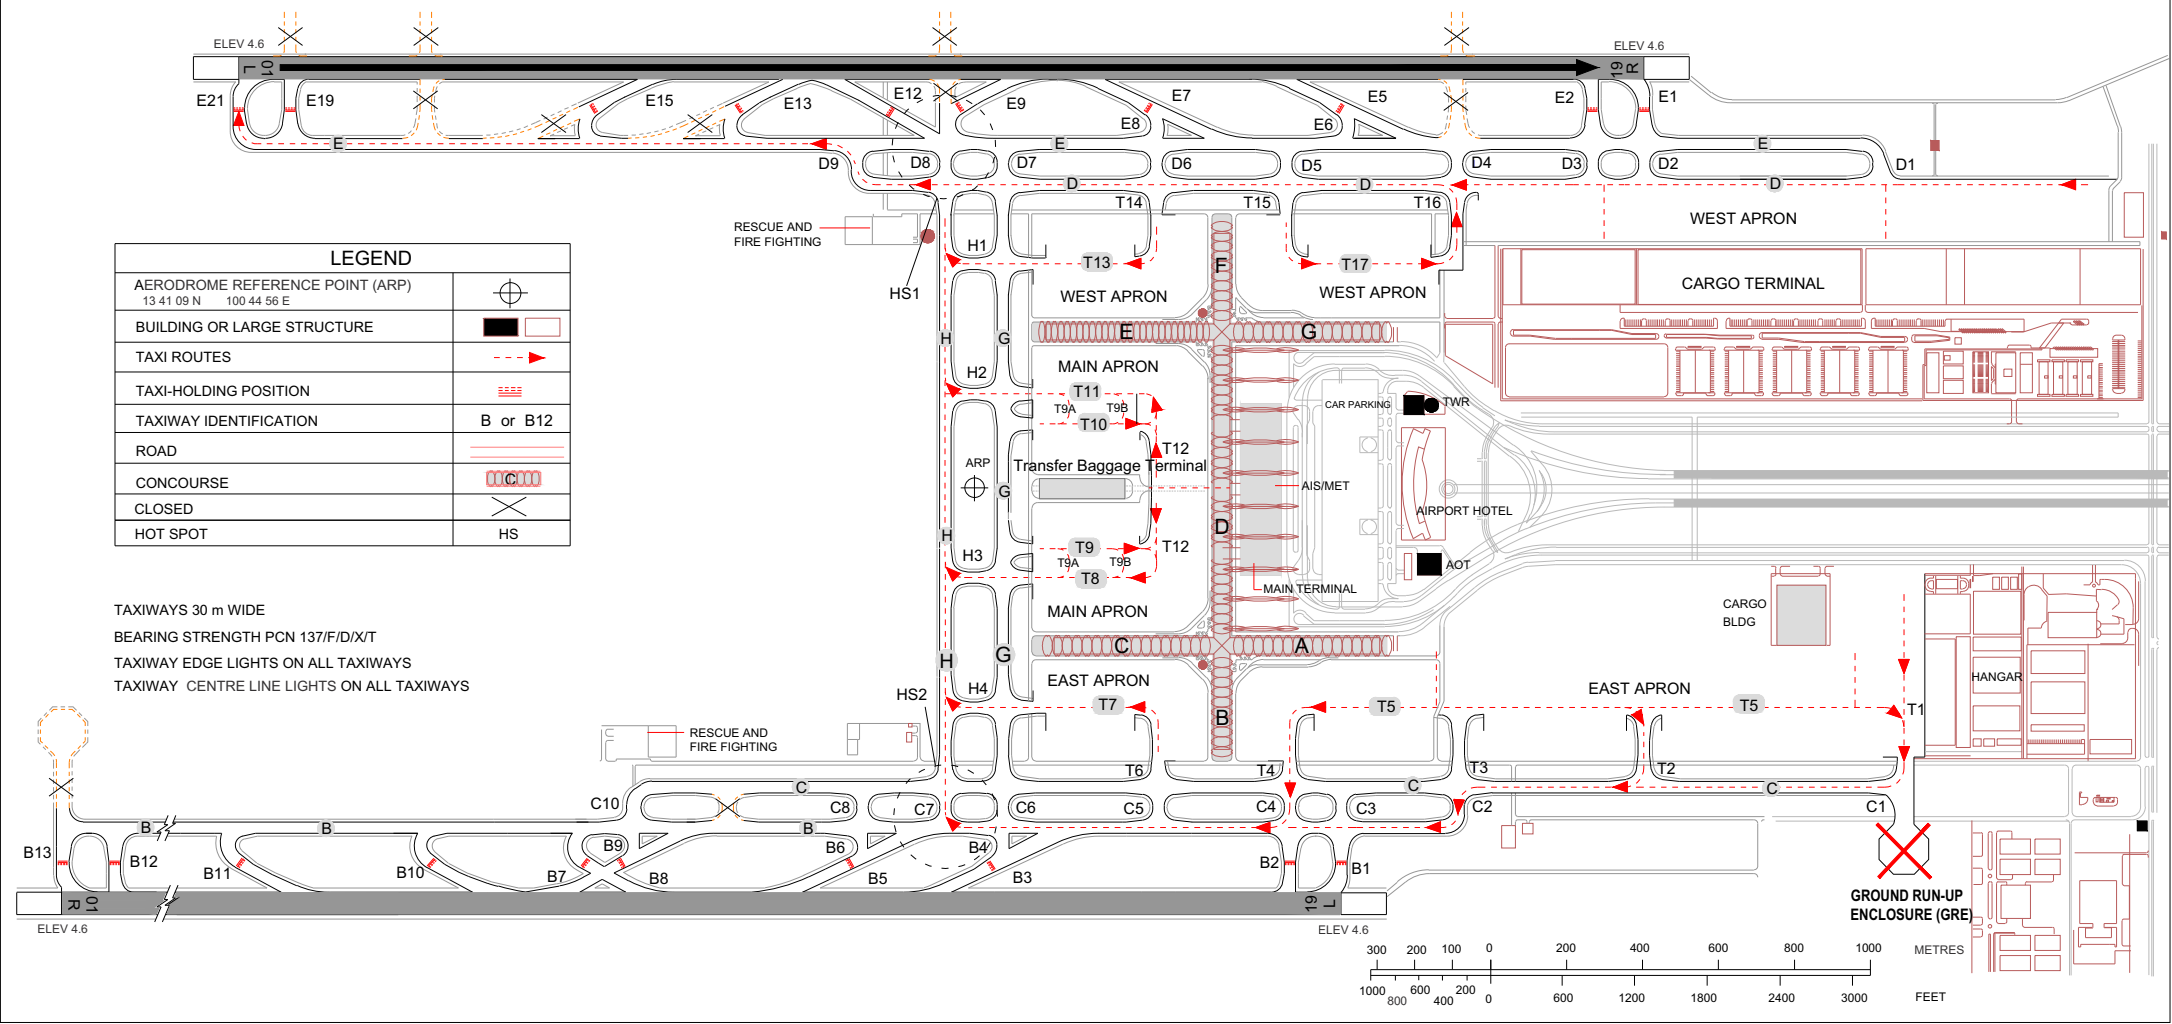 ELEV 4.6
ELEV 4.6
01
L
19
R
E21
E19
E15
E13
E12
E9
E8
E7
E6
E5
E2
E1
E
E
E
D9
D8
D7
D6
D5
D4
D3
D2
D1
D
D
D
T14
T15
T16
WEST APRON
RESCUE AND
FIRE FIGHTING
H1
T13
T17
F
HS1
WEST APRON
WEST APRON
CARGO TERMINAL
LEGEND
AERODROME REFERENCE POINT (ARP)
13 41 09 N 100 44 56 E
BUILDING OR LARGE STRUCTURE
TAXI ROUTES
TAXI-HOLDING POSITION
TAXIWAY IDENTIFICATION B or B12
ROAD
CONCOURSE C
CLOSED
HOT SPOT HS
H
G
E
G
MAIN APRON
H2
T11
T9A
T9B
T10
CAR PARKING
TWR
T12
ARP
Transfer Baggage Terminal
G
AIS/MET
AIRPORT HOTEL
D
H
H3
T9
T12
T9A
T9B
T8
AOT
MAIN TERMINAL
MAIN APRON
CARGO
BLDG
TAXIWAYS 30 m WIDE
BEARING STRENGTH PCN 137/F/D/X/T
TAXIWAY EDGE LIGHTS ON ALL TAXIWAYS
TAXIWAY CENTRE LINE LIGHTS ON ALL TAXIWAYS
H
G
C
A
HANGAR
EAST APRON
EAST APRON
HS2
H4
T7
B
T5
T5
T1
RESCUE AND
FIRE FIGHTING
T6
T4
T3
T2
C
C
C
C10
C8
C7
C6
C5
C4
C3
C2
C1
B
B
B
B13
B12
B11
B10
B9
B7
B8
B6
B5
B4
B3
B2
B1
01
R
19
L
ELEV 4.6
ELEV 4.6
GROUND RUN-UP
ENCLOSURE (GRE)
300 200 100 0 200 400 600 800 1000 METRES
1000 800 600 400 200 0 600 1200 1800 2400 3000 FEET